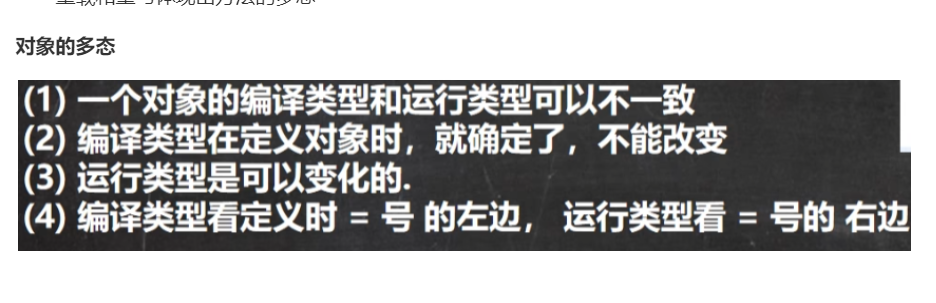 对象的多态
(1) 一个对象的编译类型和运行类型可以不一致
(2) 编译类型在定义对象时，就确定了，不能改变
(3) 运行类型是可以变化的.
(4) 编译类型看定义时 = 号 的左边， 运行类型看 = 号的 右边